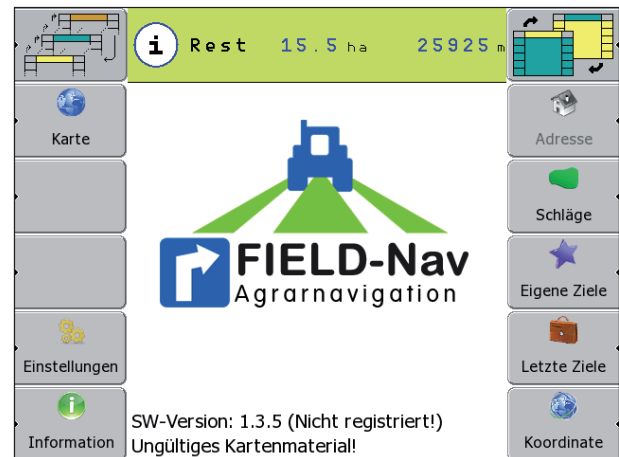 i Rest 15.5 ha 25925 m
Karte
Adresse
Schläge
FIELD-Nav
Agrarnavigation
Eigene Ziele
Einstellungen
Letzte Ziele
SW-Version: 1.3.5 (Nicht registriert!)
Ungültiges Kartenmaterial!
Information
Koordinate